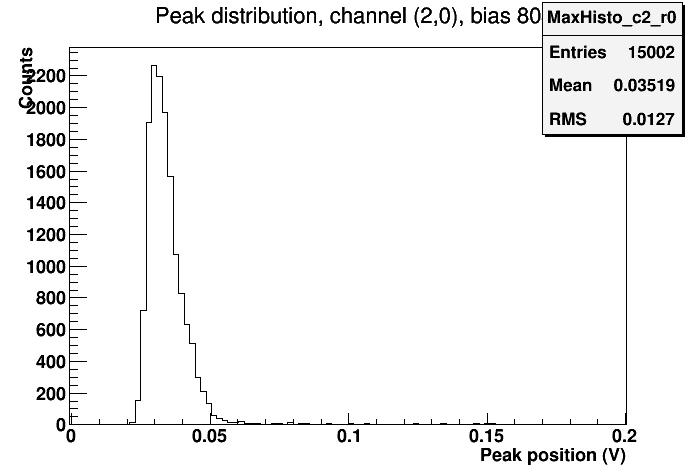 Peak distribution, channel (2,0), bias 80
MaxHisto_c2_r0
Entries 15002
Mean 0.03519
RMS 0.0127
Counts
2200
2000
1800
1600
1400
1200
1000
800
600
400
200
0
0 0.05 0.1 0.15 0.2
Peak position (V)